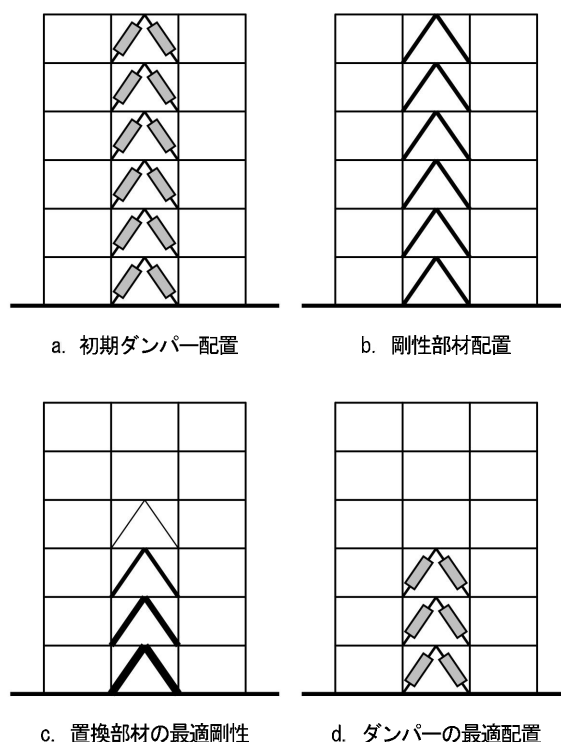 a. 初期ダンパー配置
b. 剛性部材配置
c. 置換部材の最適剛性
d. ダンパーの最適配置